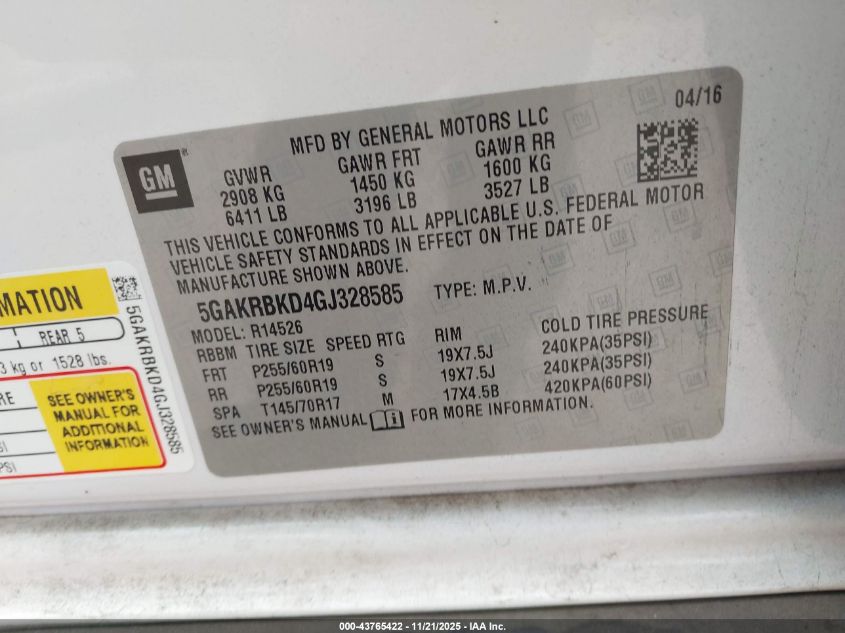 04/16
MFD BY GENERAL MOTORS LLC
GM
GVWR GAWR FRT GAWR RR
2908 KG 1450 KG 1600 KG
6411 LB 3196 LB 3527 LB
THIS VEHICLE CONFORMS TO ALL APPLICABLE U.S. FEDERAL MOTOR
VEHICLE SAFETY STANDARDS IN EFFECT ON THE DATE OF
MANUFACTURE SHOWN ABOVE.
5GAKRBKD4GJ328585 TYPE: M.P.V.
MODEL: R14526
RBBM TIRE SIZE SPEED RTG RIM COLD TIRE PRESSURE
FRT P255/60R19 S 19X7.5J 240KPA(35PSI)
RR P255/60R19 S 19X7.5J 240KPA(35PSI)
SPA T145/70R17 M 17X4.5B 420KPA(60PSI)
SEE OWNER'S MANUAL FOR MORE INFORMATION.
MATION
REAR 5
3 kg or 1528 lbs.
RE
SEE OWNER'S
MANUAL FOR
ADDITIONAL
INFORMATION
SI
PSI
5GAKRBKD4GJ328585
000-43765422 - 11/21/2025 - IAA Inc.